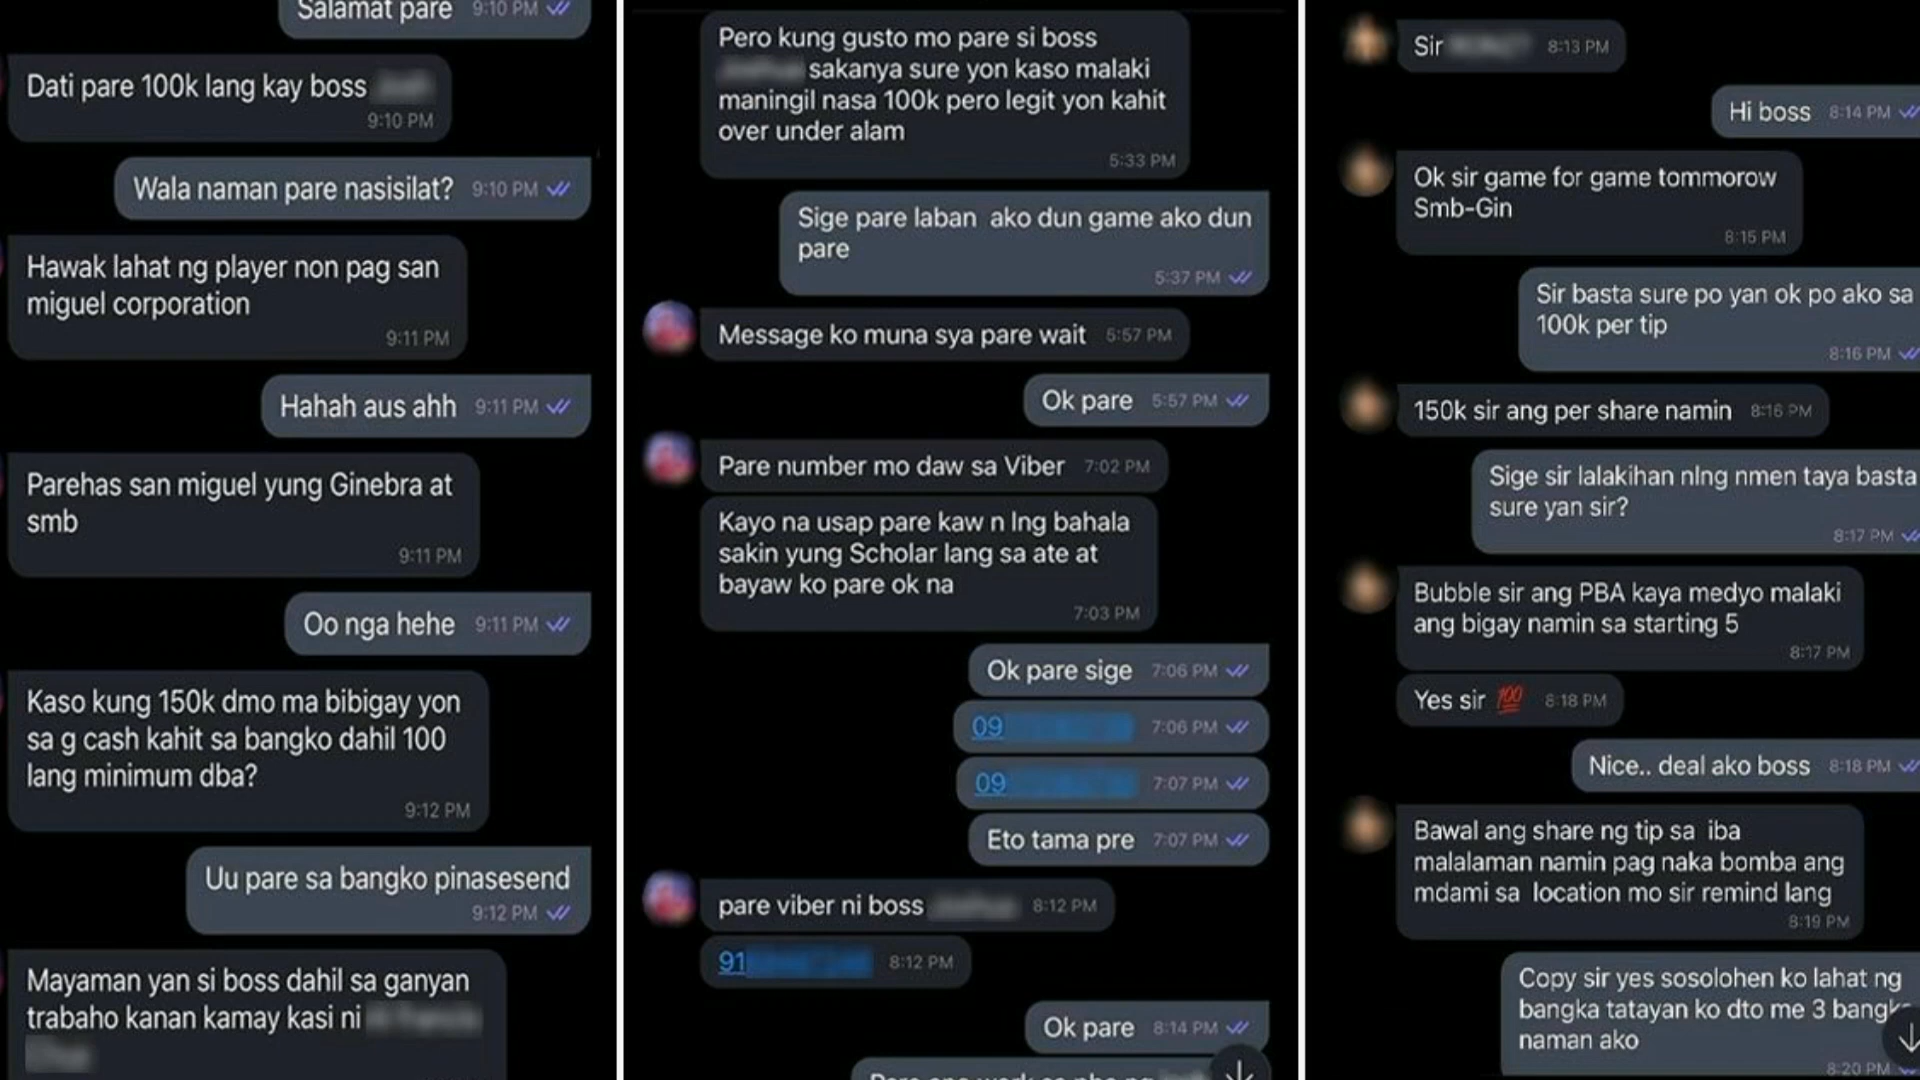 Salamat pare 9:10 PM
Dati pare 100k lang kay boss
9:10 PM
Wala naman pare nasisilat? 9:10 PM
Hawak lahat ng player non pag san
miguel corporation
9:11 PM
Hahah aus ahh 9:11 PM
Parehas san miguel yung Ginebra at
smb
9:11 PM
Oo nga hehe 9:11 PM
Kaso kung 150k dmo ma bibigay yon
sa g cash kahit sa bangko dahil 100
lang minimum dba?
9:12 PM
Uu pare sa bangko pinasesend
9:12 PM
Mayaman yan si boss dahil sa ganyan
trabaho kanan kamay kasi ni
Pero kung gusto mo pare si boss
sakanya sure yon kaso malaki
maningil nasa 100k pero legit yon kahit
over under alam
5:33 PM
Sige pare laban ako dun game ako dun
pare
5:37 PM
Message ko muna sya pare wait 5:57 PM
Ok pare 5:57 PM
Pare number mo daw sa Viber 7:02 PM
Kayo na usap pare kaw n lng bahala
sakin yung Scholar lang sa ate at
bayaw ko pare ok na
7:03 PM
Ok pare sige 7:06 PM
09 7:06 PM
09 7:07 PM
Eto tama pre 7:07 PM
pare viber ni boss 8:12 PM
91 8:12 PM
Ok pare 8:14 PM
Sir 8:13 PM
Hi boss 8:14 PM
Ok sir game for game tommorow
Smb-Gin
8:15 PM
Sir basta sure po yan ok po ako sa
100k per tip
8:16 PM
150k sir ang per share namin 8:16 PM
Sige sir lalakihan nlng nmen taya basta
sure yan sir?
8:17 PM
Bubble sir ang PBA kaya medyo malaki
ang bigay namin sa starting 5
8:17 PM
Yes sir 💯 8:18 PM
Nice.. deal ako boss 8:18 PM
Bawal ang share ng tip sa iba
malalaman namin pag naka bomba ang
mdami sa location mo sir remind lang
8:19 PM
Copy sir yes sosolohen ko lahat ng
bangka tatayan ko dto me 3 bangk
naman ako
8:20 PM